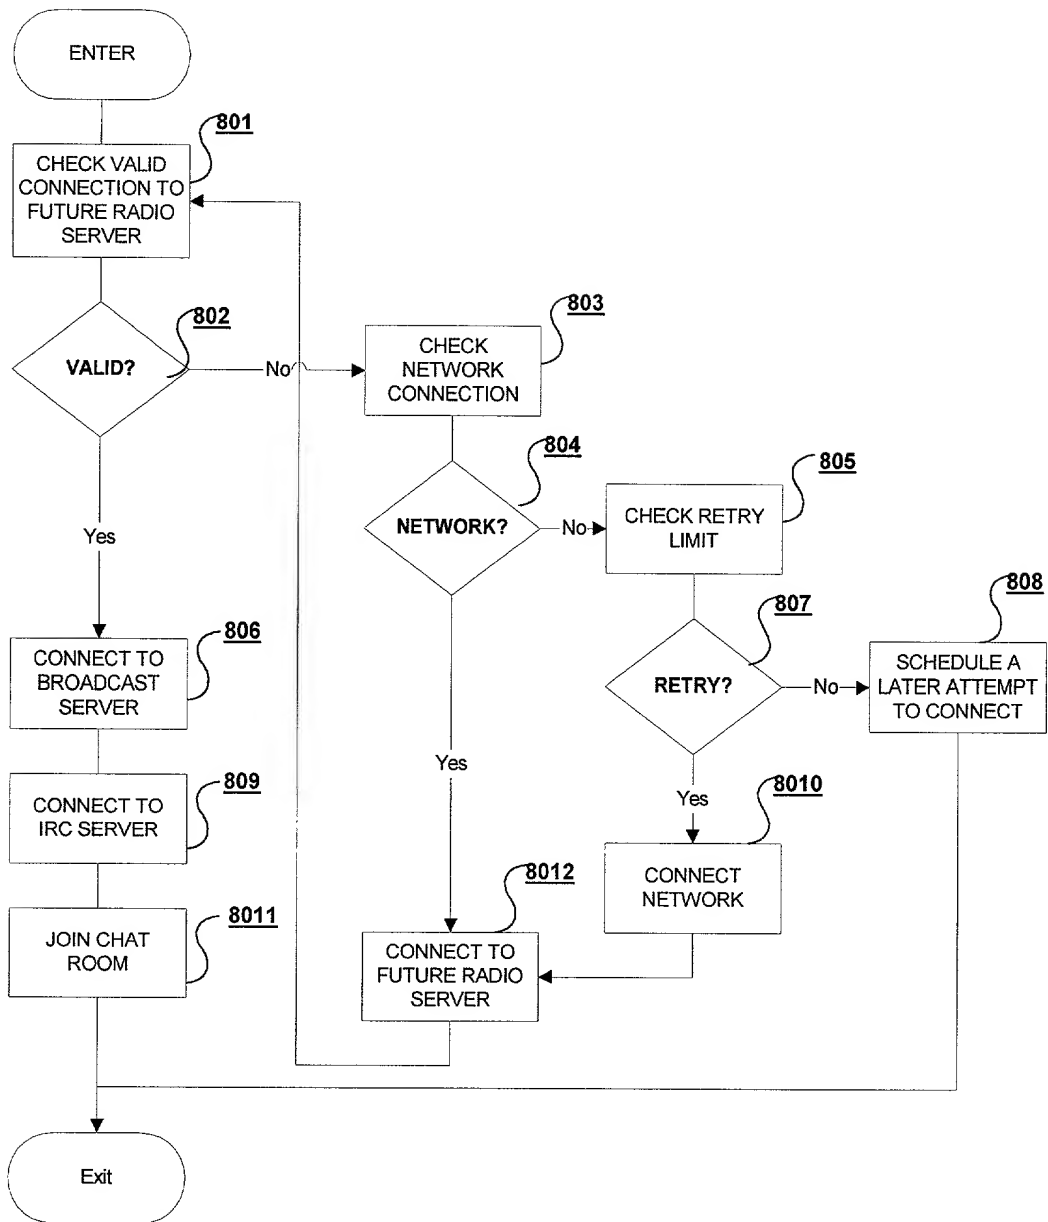 ENTER
801
CHECK VALID
CONNECTION TO
FUTURE RADIO
SERVER
802
VALID?
No
803
CHECK
NETWORK
CONNECTION
804
NETWORK?
No
805
CHECK RETRY
LIMIT
807
RETRY?
No
808
SCHEDULE A
LATER ATTEMPT
TO CONNECT
Yes
806
CONNECT TO
BROADCAST
SERVER
Yes
Yes
8010
CONNECT
NETWORK
809
CONNECT TO
IRC SERVER
8012
CONNECT TO
FUTURE RADIO
SERVER
8011
JOIN CHAT
ROOM
Exit